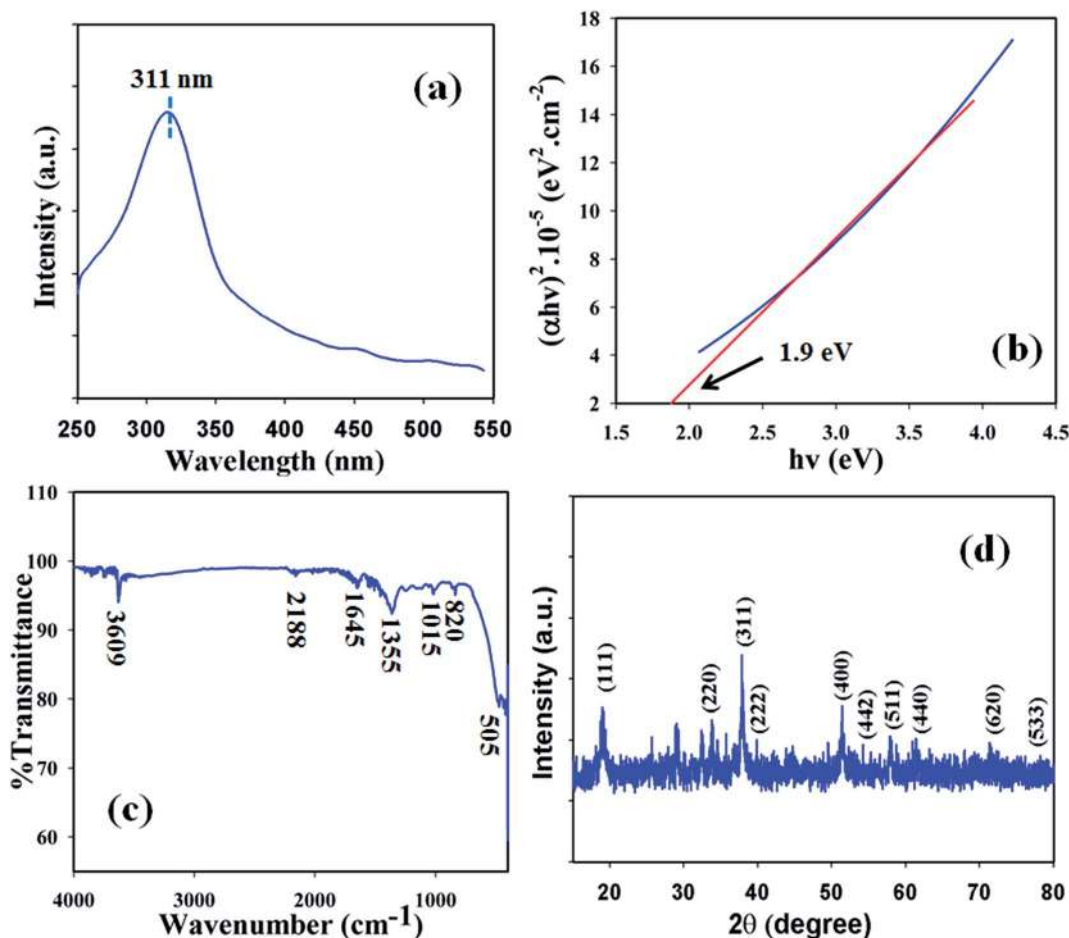 311 nm
(a)
Intensity (a.u.)
250 300 350 400 450 500 550
Wavelength (nm)
18
16
14
12
10
8
6
4
2
(αhν)².10⁻⁵ (eV².cm⁻²)
1.9 eV
(b)
1.5 2.0 2.5 3.0 3.5 4.0 4.5
hν (eV)
110
100
90
80
70
60
%Transmittance
3609
2188
1645
1355
1015
820
505
(c)
4000 3000 2000 1000
Wavenumber (cm⁻¹)
(d)
Intensity (a.u.)
(111)
(220)
(311)
(222)
(400)
(442)
(511)
(440)
(620)
(533)
20 30 40 50 60 70 80
2θ (degree)